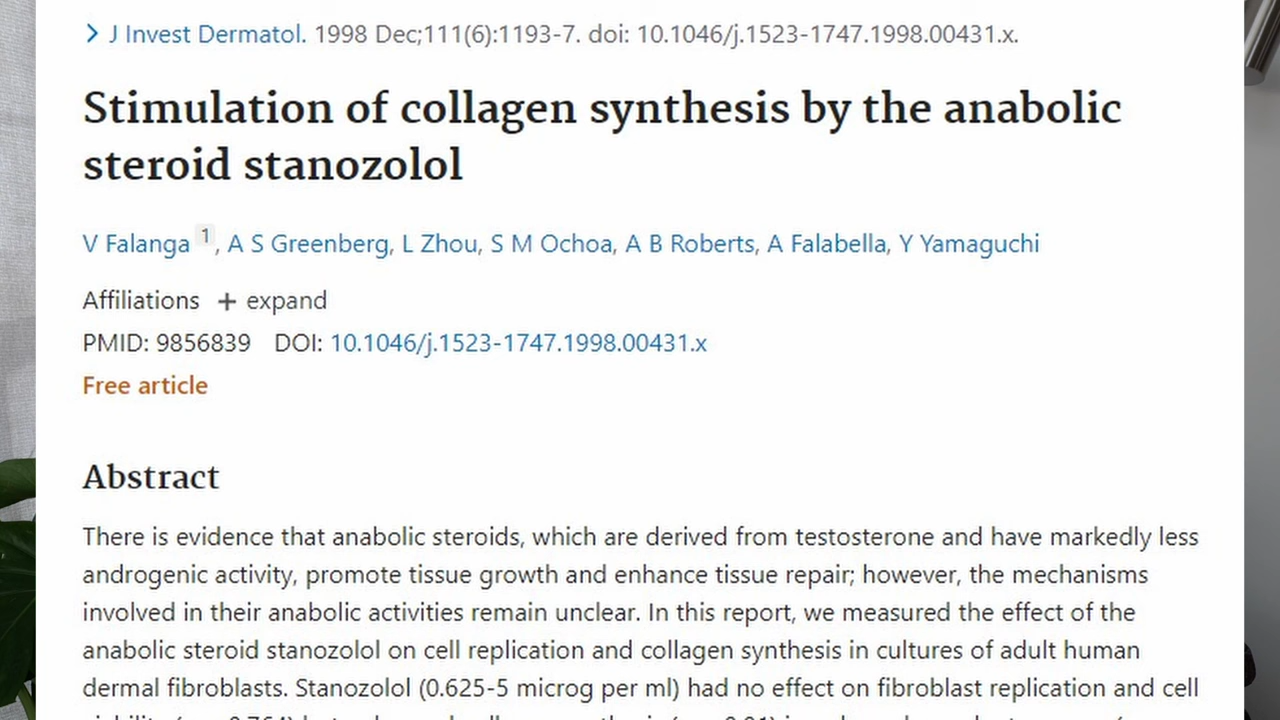 J Invest Dermatol. 1998 Dec;111(6):1193-7. doi: 10.1046/j.1523-1747.1998.00431.x.
Stimulation of collagen synthesis by the anabolic
steroid stanozolol
V Falanga 1, A S Greenberg, L Zhou, S M Ochoa, A B Roberts, A Falabella, Y Yamaguchi
Affiliations + expand
PMID: 9856839 DOI: 10.1046/j.1523-1747.1998.00431.x
Free article
Abstract
There is evidence that anabolic steroids, which are derived from testosterone and have markedly less
androgenic activity, promote tissue growth and enhance tissue repair; however, the mechanisms
involved in their anabolic activities remain unclear. In this report, we measured the effect of the
anabolic steroid stanozolol on cell replication and collagen synthesis in cultures of adult human
dermal fibroblasts. Stanozolol (0.625-5 microg per ml) had no effect on fibroblast replication and cell